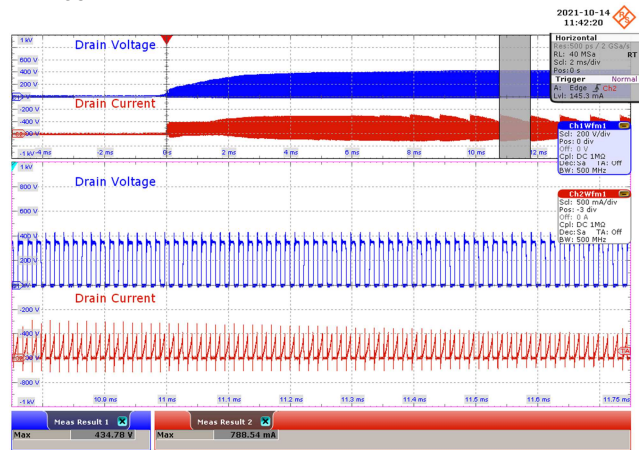 2021-10-14
11:42:20
Horizontal
Res:500 ps / 2 GSa/s
RL: 40 MSa RT
Scl: 2 ms/div
Pos:0 s
Trigger Normal
A: Edge Ch2
Lvl: 145.3 mA
1 kV
Drain Voltage
600 V
400 V
200 V
Drain Current
-200 V
-400 V
-1 kV
-4 ms
-2 ms
0 s
2 ms
4 ms
6 ms
8 ms
10 ms
12 ms
Ch1Wfm1
Scl: 200 V/div
Pos: 0 div
Off: 0 V
Cpl: DC 1MΩ
Dec:Sa TA: Off
BW: 500 MHz
Ch2Wfm1
Scl: 500 mA/div
Pos: -3 div
Off: 0 A
Cpl: DC 1MΩ
Dec:Sa TA: Off
BW: 500 MHz
1 kV
Drain Voltage
800 V
600 V
400 V
200 V
-200 V
Drain Current
-400 V
-600 V
TA
-800 V
-1 kV
10.9 ms
11 ms
11.1 ms
11.2 ms
11.3 ms
11.4 ms
11.5 ms
11.6 ms
11.75 ms
Meas Result 1
Meas Result 2
Max 434.78 V
Max 788.54 mA